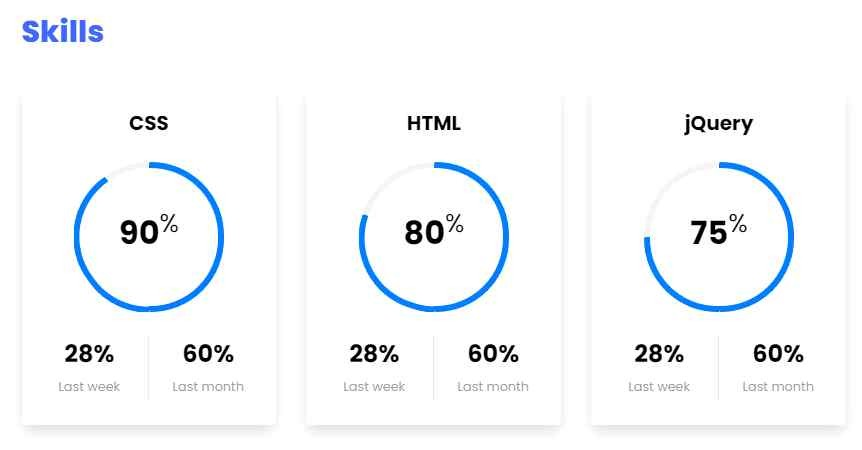 Skills
CSS
90%
28%
Last week
60%
Last month
HTML
80%
28%
Last week
60%
Last month
jQuery
75%
28%
Last week
60%
Last month